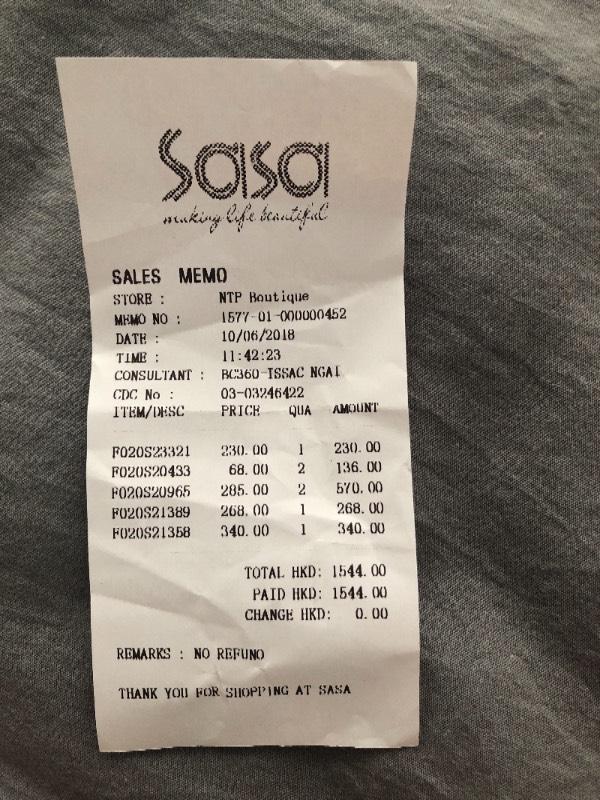 sasa
making life beautiful
SALES MEMO
STORE : NTP Boutique
MEMO NO : 1577-01-000000452
DATE : 10/06/2018
TIME : 11:42:23
CONSULTANT : BC360-ISSAC NGAI
CDC No : 03-03246422
ITEM/DESC PRICE QUA AMOUNT
F020S23321 230.00 1 230.00
F020S20433 68.00 2 136.00
F020S20965 285.00 2 570.00
F020S21389 268.00 1 268.00
F020S21358 340.00 1 340.00
TOTAL HKD: 1544.00
PAID HKD: 1544.00
CHANGE HKD: 0.00
REMARKS : NO REFUND
THANK YOU FOR SHOPPING AT SASA